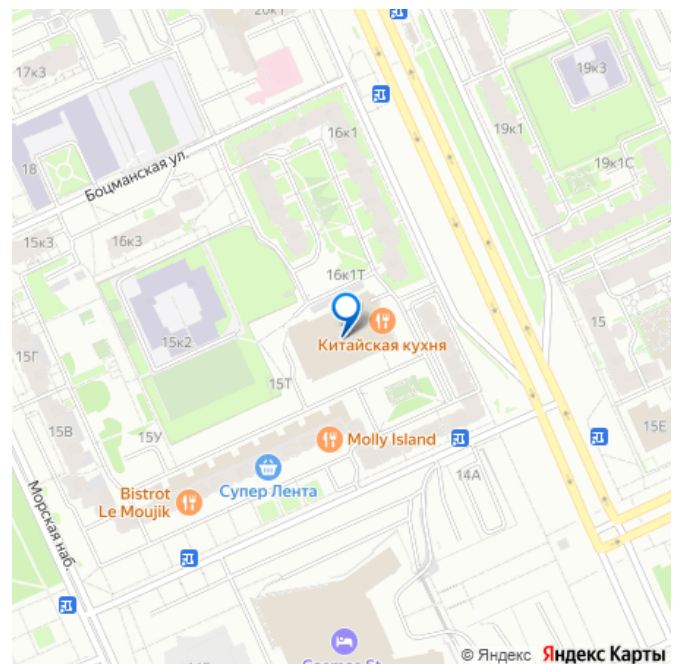 20к1
17к3
19к3
16к1
19к1
19к1С
18
Боцманская ул.
15к3
16к3
16к1Т
15
15к2
Китайская кухня
15Г
15Т
15В
15У
15Е
Molly Island
14А
Супер Лента
Bistrot
Le Moujik
Морская наб.
© Яндекс Яндекс Карты